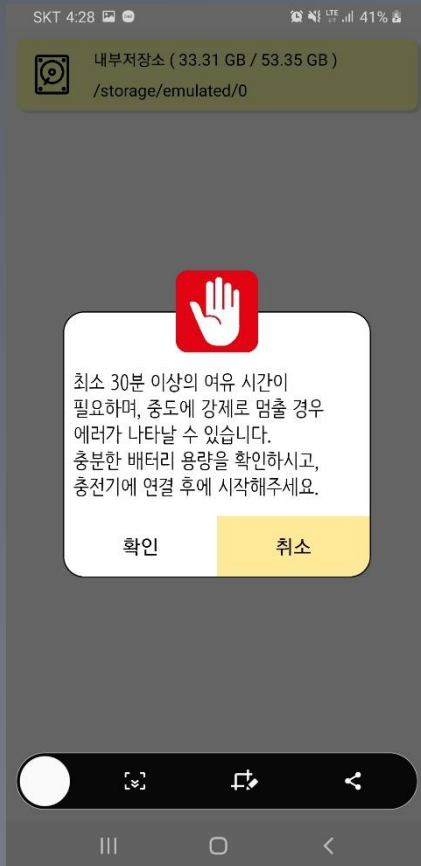 SKT 4:28
41%
내부저장소 ( 33.31 GB / 53.35 GB )
/storage/emulated/0
최소 30분 이상의 여유 시간이
필요하며, 중도에 강제로 멈출 경우
에러가 나타날 수 있습니다.
충분한 배터리 용량을 확인하시고,
충전기에 연결 후에 시작해주세요.
확인
취소